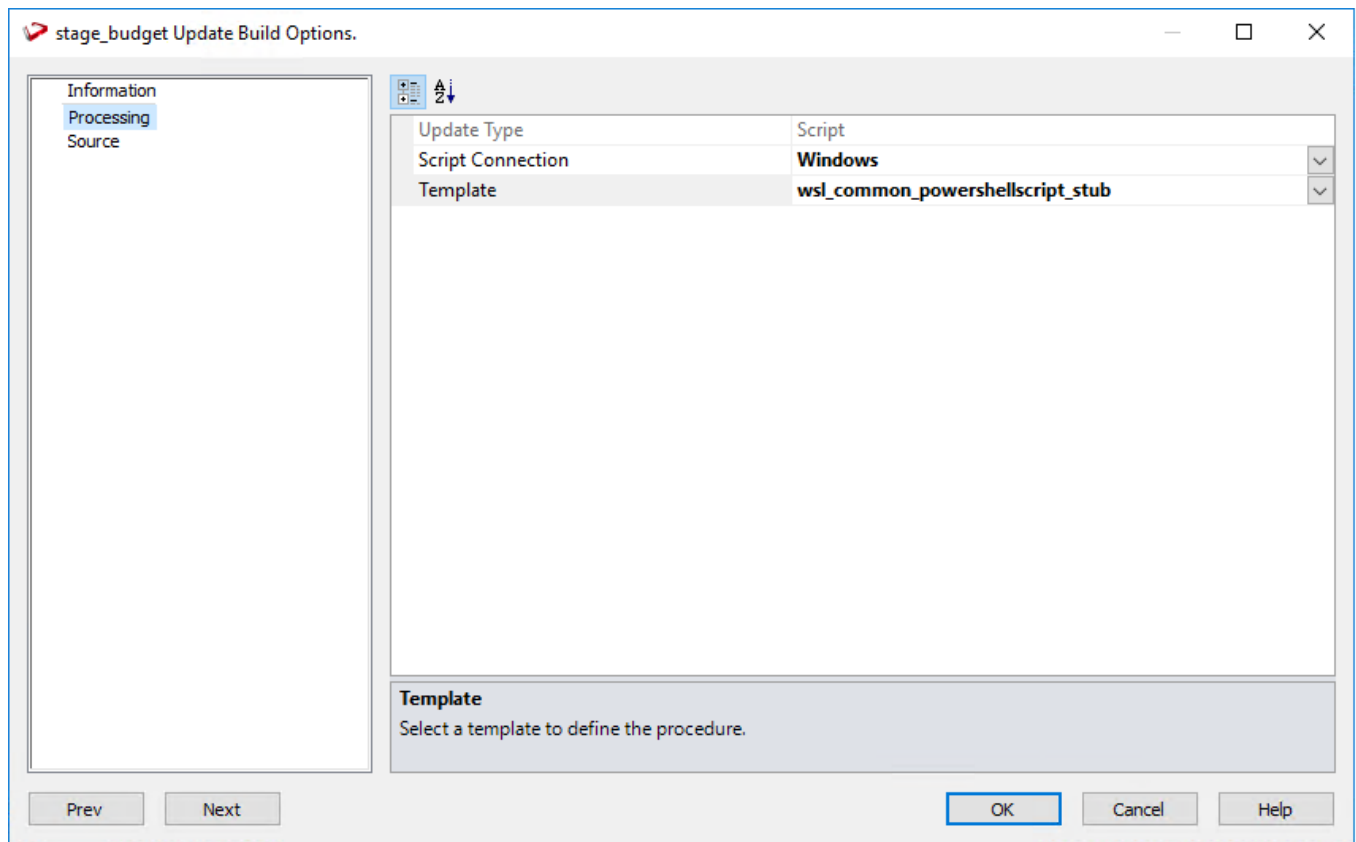 stage_budget Update Build Options.
Information
Processing
Source
Update Type Script
Script Connection Windows
Template wsl_common_powershellscript_stub
Template
Select a template to define the procedure.
Prev Next OK Cancel Help